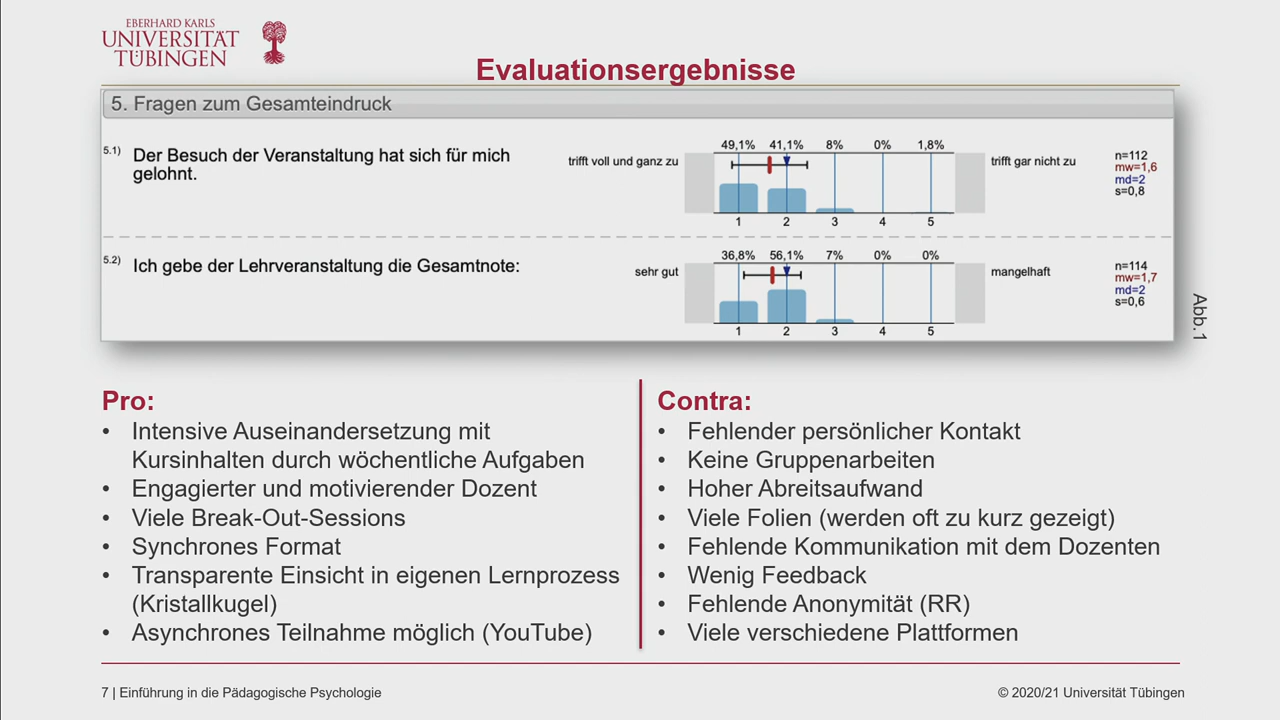 EBERHARD KARLS
UNIVERSITÄT
TÜBINGEN
Evaluationsergebnisse
5. Fragen zum Gesamteindruck
5.1) Der Besuch der Veranstaltung hat sich für mich
gelohnt.
trifft voll und ganz zu
49,1% 41,1% 8% 0% 1,8%
1 2 3 4 5
trifft gar nicht zu
n=112
mw=1,6
md=2
s=0,8
5.2) Ich gebe der Lehrveranstaltung die Gesamtnote:
sehr gut
36,8% 56,1% 7% 0% 0%
1 2 3 4 5
mangelhaft
n=114
mw=1,7
md=2
s=0,6
Abb.1
Pro:
• Intensive Auseinandersetzung mit
Kursinhalten durch wöchentliche Aufgaben
• Engagierter und motivierender Dozent
• Viele Break-Out-Sessions
• Synchrones Format
• Transparente Einsicht in eigenen Lernprozess
(Kristallkugel)
• Asynchrones Teilnahme möglich (YouTube)
Contra:
• Fehlender persönlicher Kontakt
• Keine Gruppenarbeiten
• Hoher Abreitsaufwand
• Viele Folien (werden oft zu kurz gezeigt)
• Fehlende Kommunikation mit dem Dozenten
• Wenig Feedback
• Fehlende Anonymität (RR)
• Viele verschiedene Plattformen
7 | Einführung in die Pädagogische Psychologie
© 2020/21 Universität Tübingen